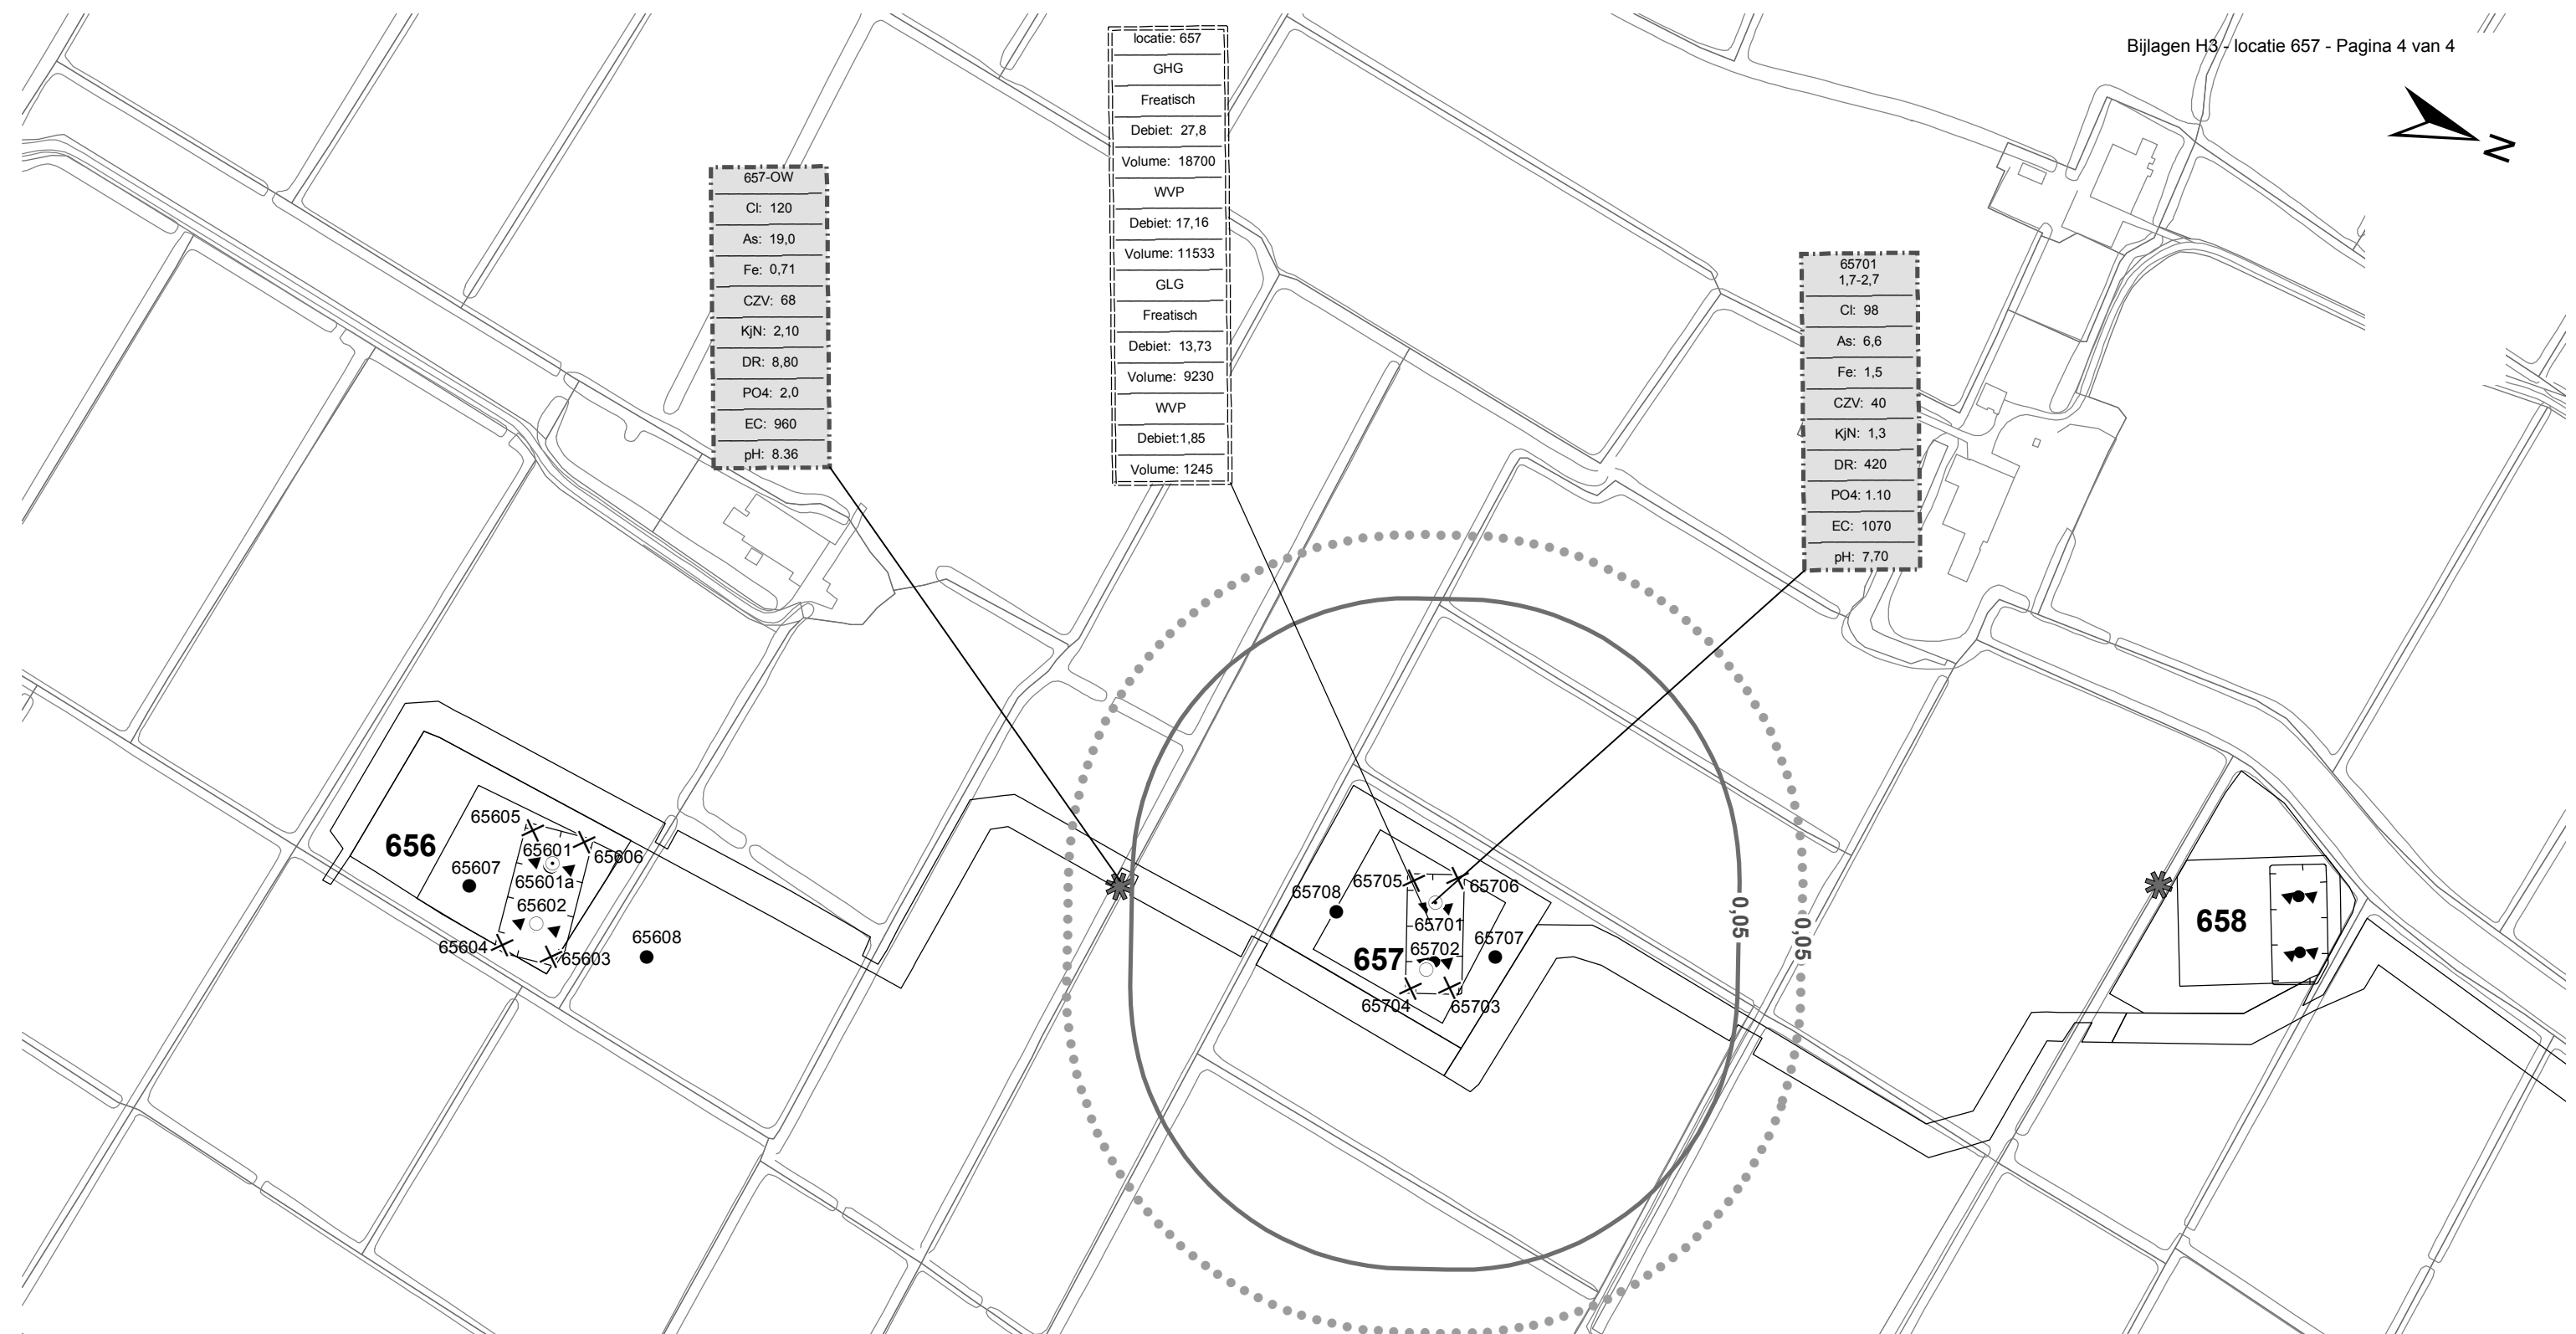 Bijlagen H3 - locatie 657 - Pagina 4 van 4
N
locatie: 657
GHG
Freatisch
Debiet: 27,8
Volume: 18700
WVP
Debiet: 17,16
Volume: 11533
GLG
Freatisch
Debiet: 13,73
Volume: 9230
WVP
Debiet:1,85
Volume: 1245
657-OW
Cl: 120
As: 19,0
Fe: 0,71
CZV: 68
KjN: 2,10
DR: 8,80
PO4: 2,0
EC: 960
pH: 8.36
65701
1,7-2,7
Cl: 98
As: 6,6
Fe: 1,5
CZV: 40
KjN: 1,3
DR: 420
PO4: 1.10
EC: 1070
pH: 7,70
65605
656
65601
65606
65607
65601a
65602
65604
65603
65608
65705
65706
65708
65701
65702
65707
657
65704
65703
0,05
0,05
658